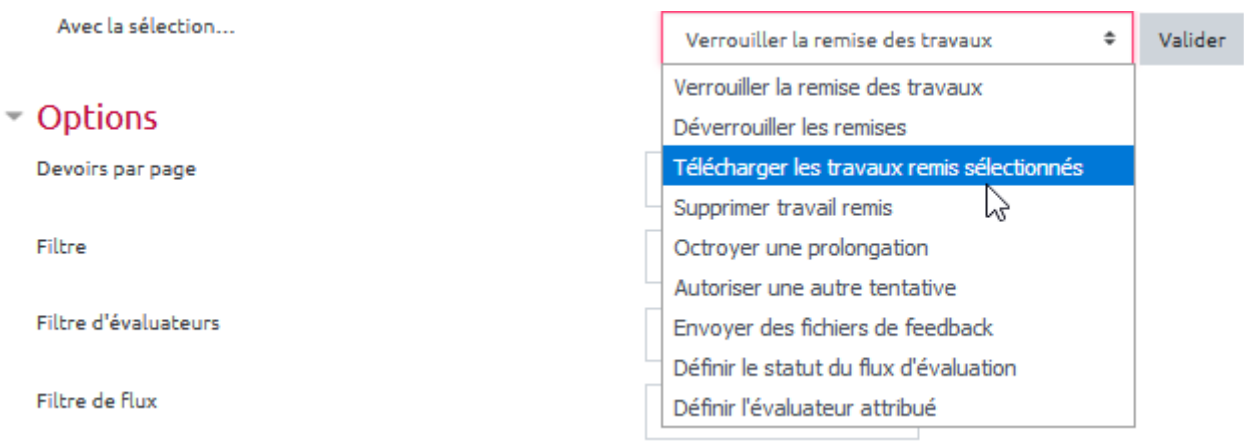 Avec la sélection...
Verrouiller la remise des travaux
Valider
Verrouiller la remise des travaux
Déverrouiller les remises
Télécharger les travaux remis sélectionnés
Supprimer travail remis
Octroyer une prolongation
Autoriser une autre tentative
Envoyer des fichiers de feedback
Définir le statut du flux d'évaluation
Définir l'évaluateur attribué
Options
Devoirs par page
Filtre
Filtre d'évaluateurs
Filtre de flux